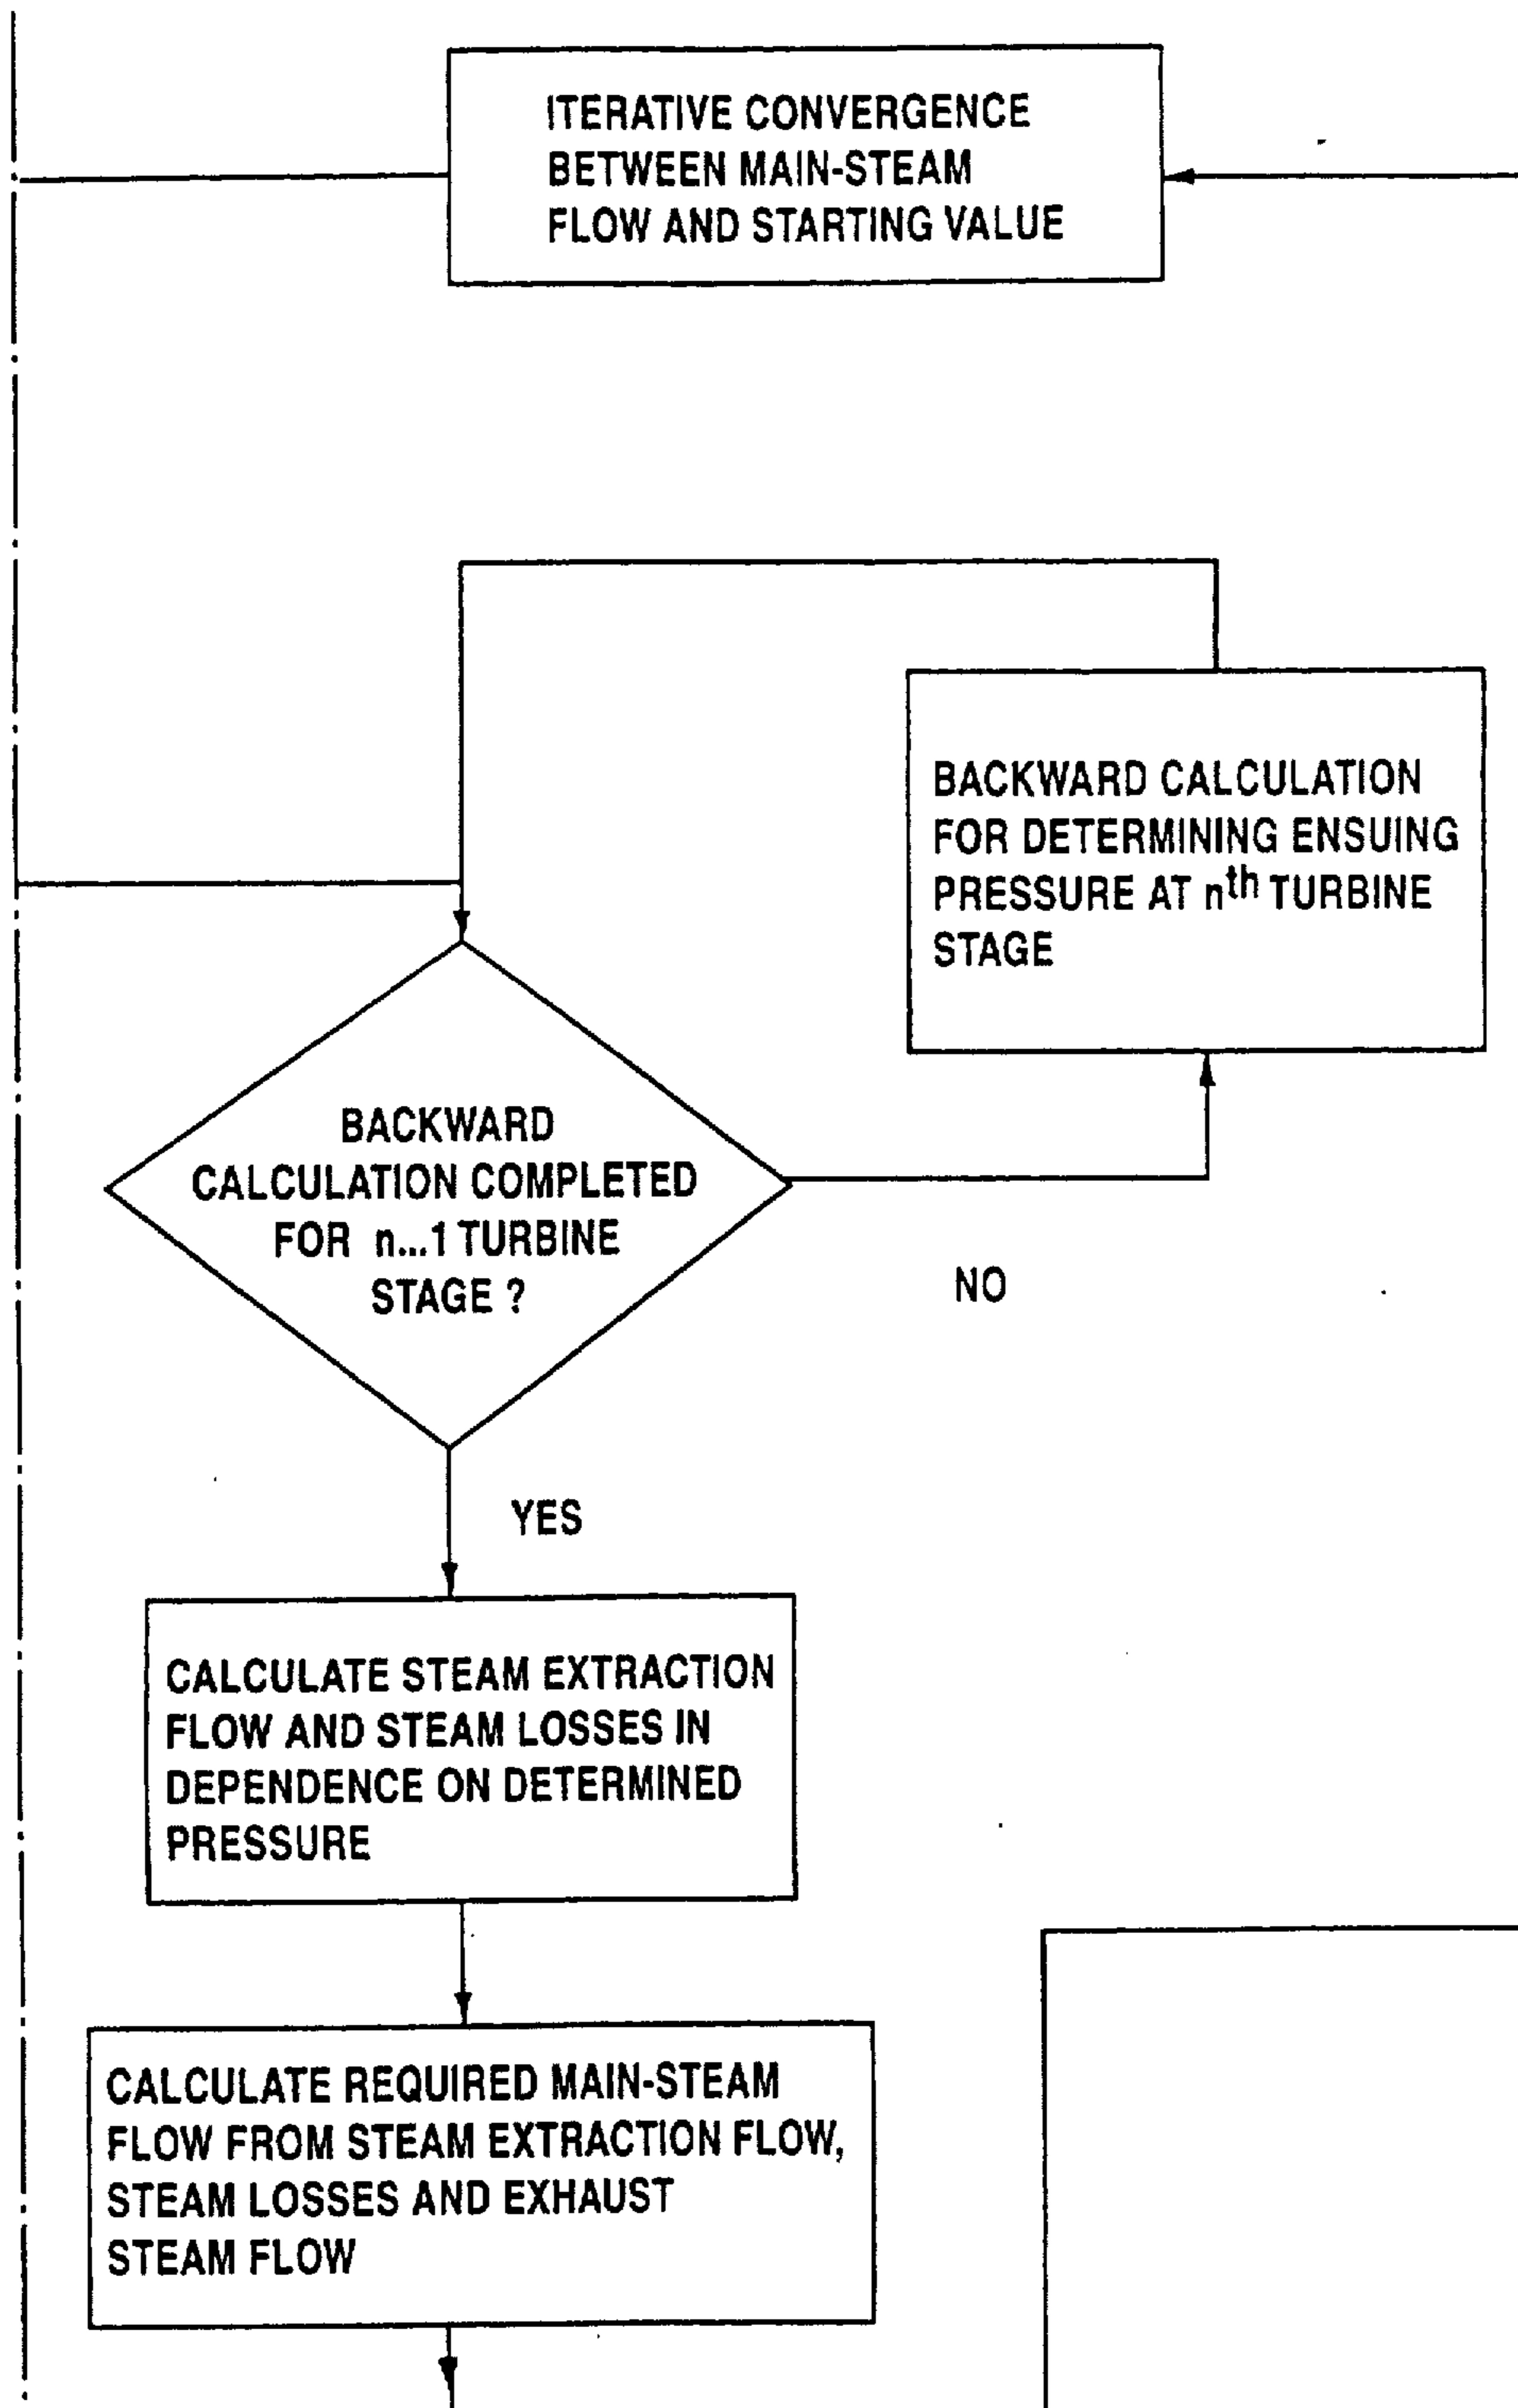 ITERATIVE CONVERGENCE
BETWEEN MAIN-STEAM
FLOW AND STARTING VALUE
BACKWARD CALCULATION
FOR DETERMINING ENSUING
PRESSURE AT nth TURBINE
STAGE
BACKWARD
CALCULATION COMPLETED
FOR n...1 TURBINE
STAGE ?
NO
YES
CALCULATE STEAM EXTRACTION
FLOW AND STEAM LOSSES IN
DEPENDENCE ON DETERMINED
PRESSURE
CALCULATE REQUIRED MAIN-STEAM
FLOW FROM STEAM EXTRACTION FLOW,
STEAM LOSSES AND EXHAUST
STEAM FLOW